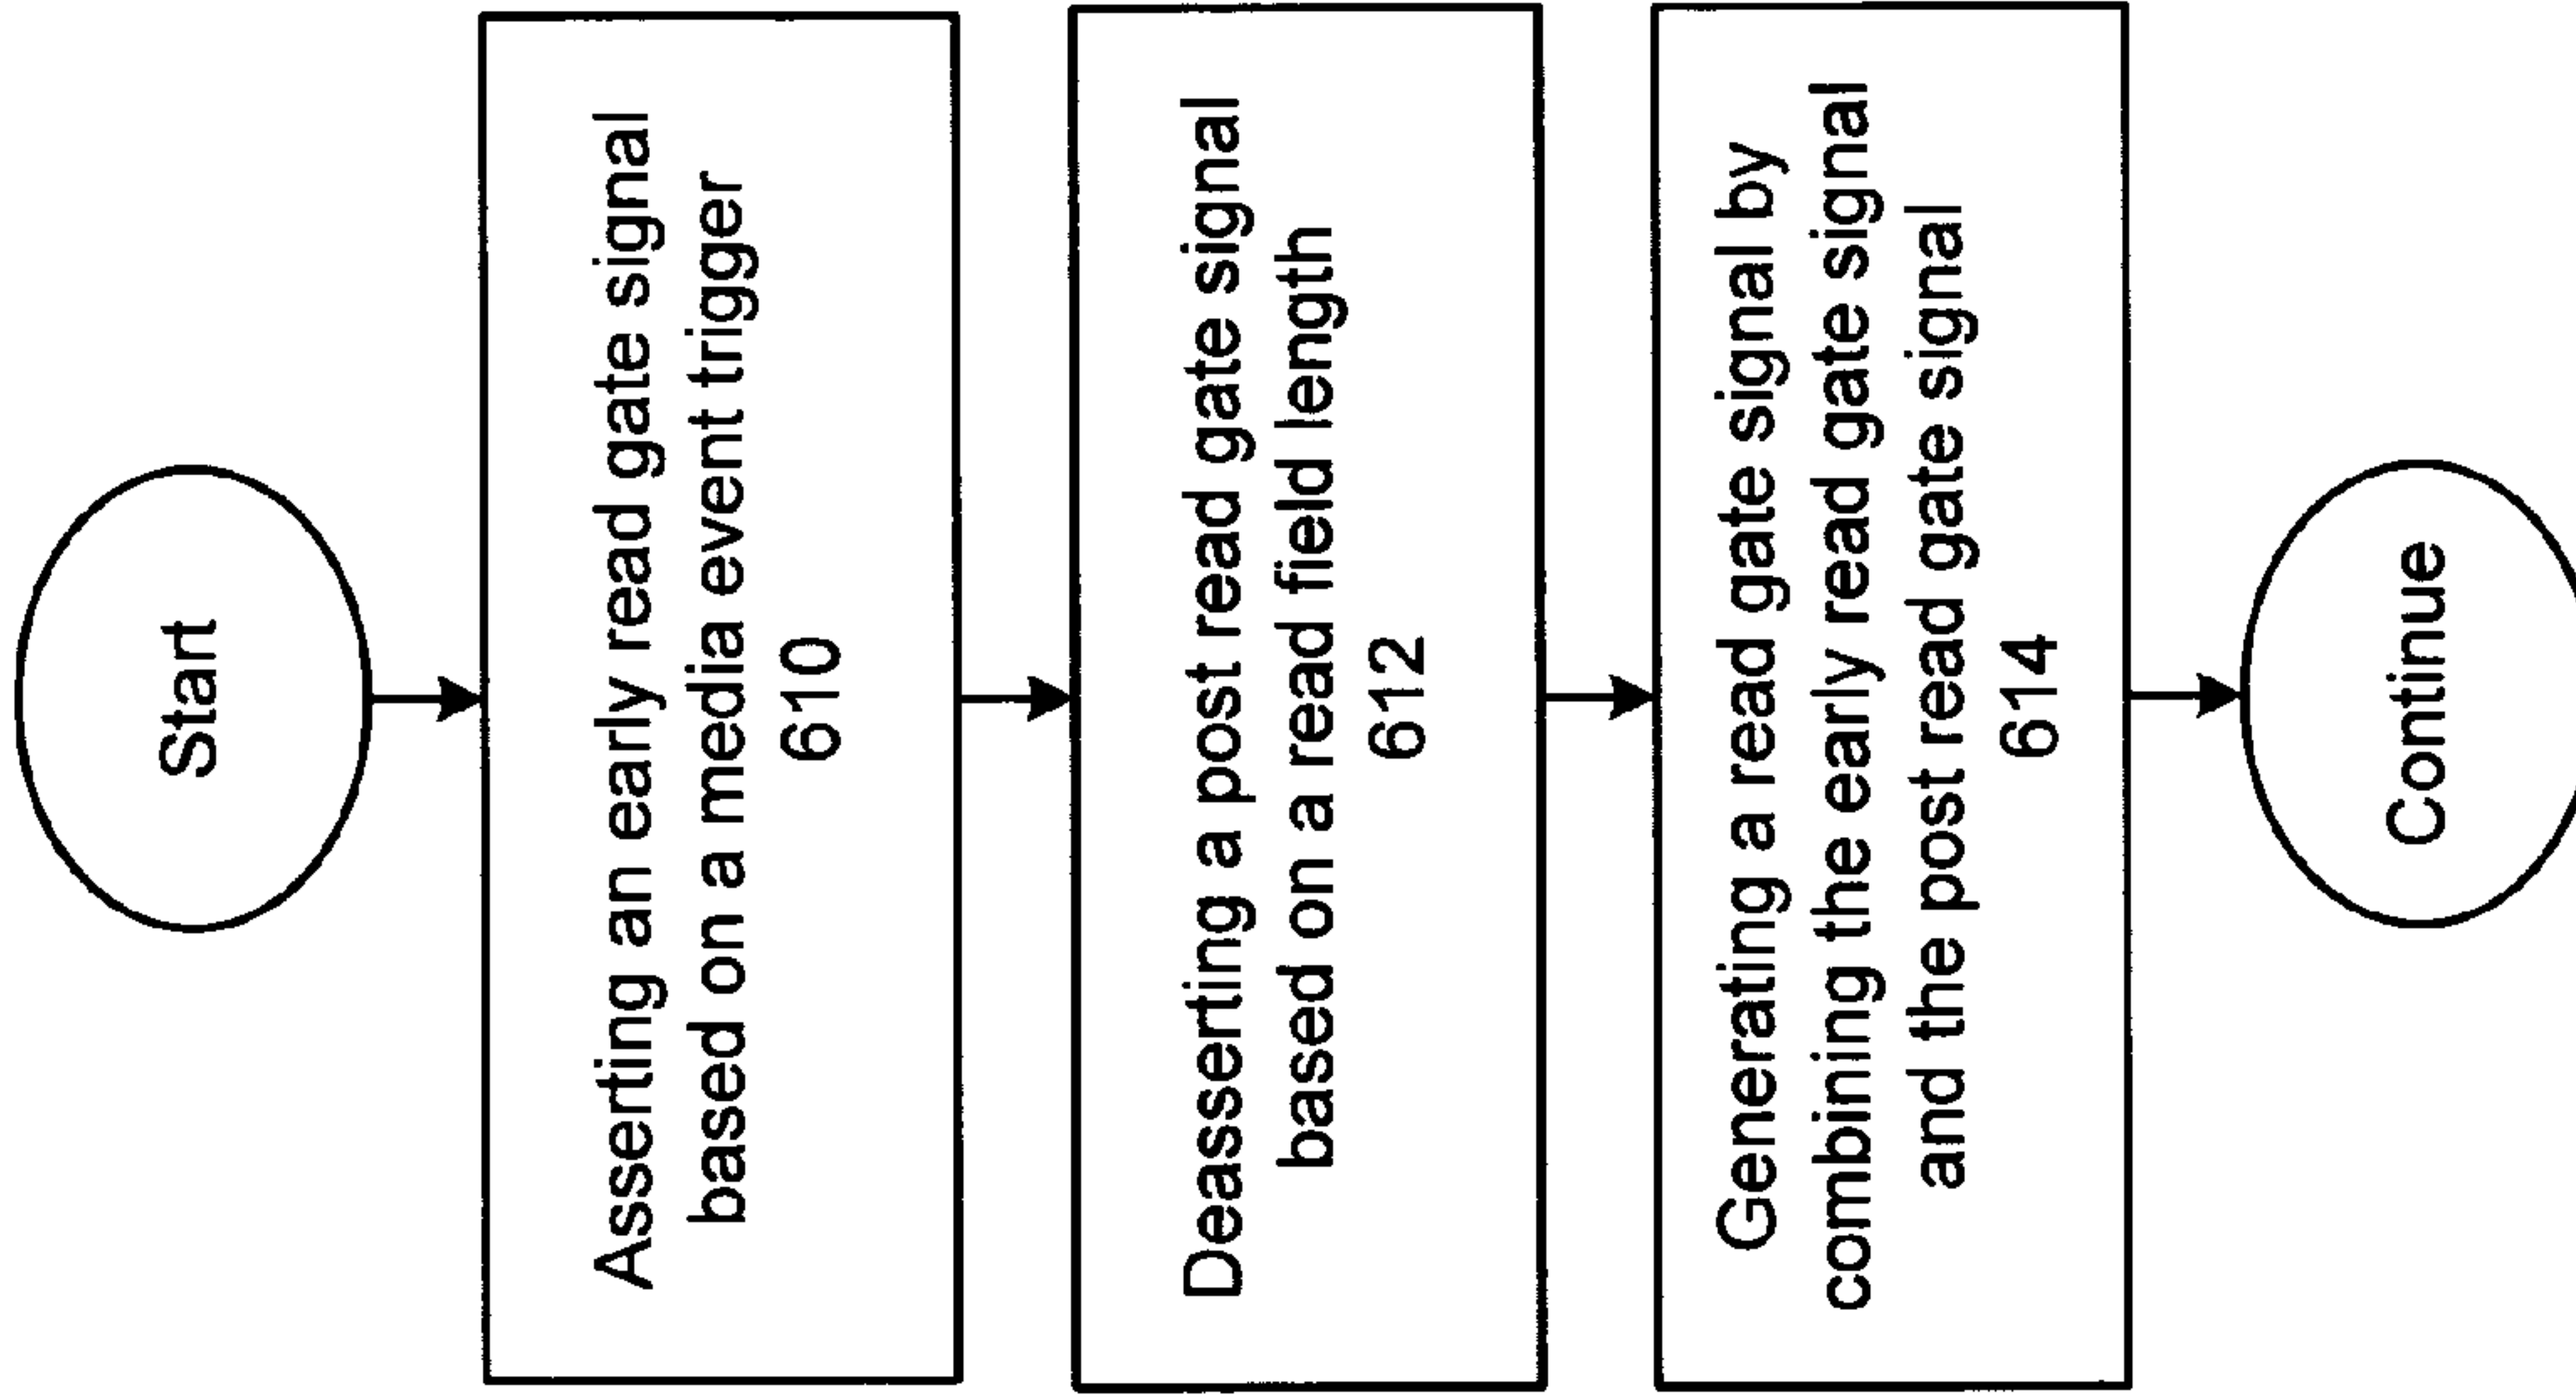 Start
Asserting an early read gate signal
based on a media event trigger
610
Deasserting a post read gate signal
based on a read field length
612
Generating a read gate signal by
combining the early read gate signal
and the post read gate signal
614
Continue